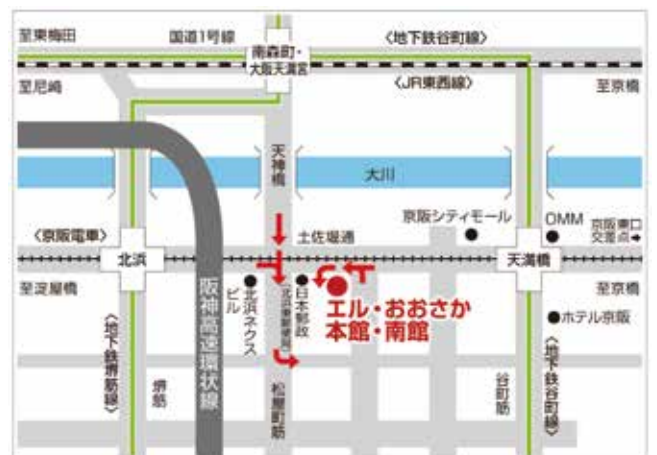 至東梅田
国道1号線
南森町・
大阪天満宮
〈地下鉄谷町線〉
至尼崎
〈JR東西線〉
至京橋
天神橋
大川
京阪シティモール
OMM
京阪東口
交差点➡
〈京阪電車〉
土佐堀通
北浜
天満橋
至淀屋橋
至京橋
阪神高速環状線
北浜ネクス
ビル
日本郵政
(北浜東郵便局)
エル・おおさか
本館・南館
ホテル京阪
〈地下鉄堺筋線〉
堺筋
松屋町筋
谷町筋
〈地下鉄谷町線〉